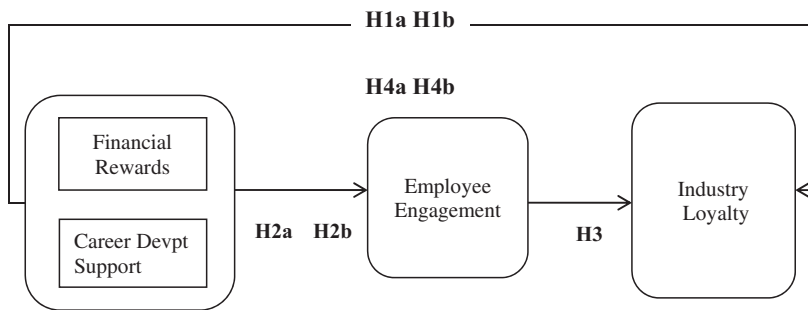 H1a H1b
H4a H4b
Financial
Rewards
Career Devpt
Support
H2a H2b
Employee
Engagement
H3
Industry
Loyalty